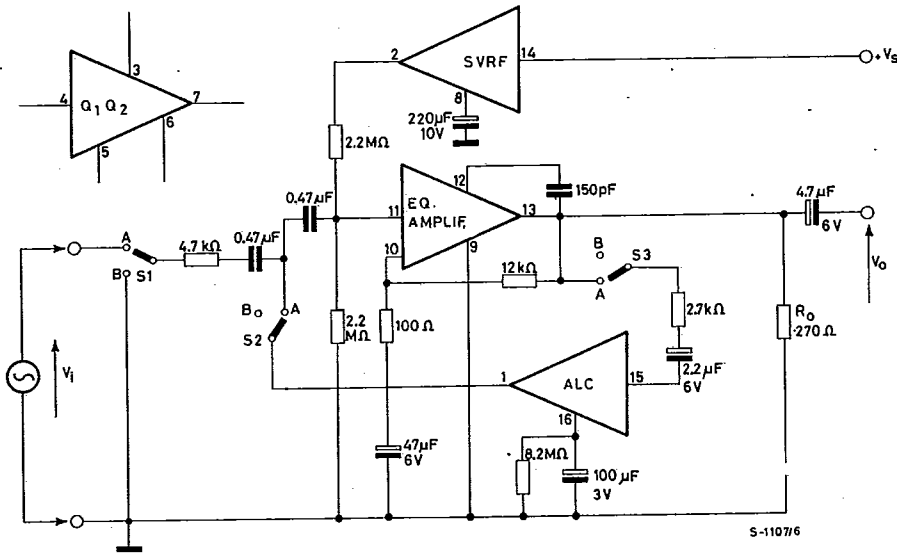 3
4
Q1 Q2
7
6
5
2
SVRF
14
+Vs
8
220µF
10V
2.2MΩ
12
150pF
4.7µF
6V
0.47µF
11
EQ.
AMPLIF.
13
10
9
A
4.7kΩ
0.47µF
B
S1
B
A
S2
B
A
S3
12kΩ
Vo
2.2
MΩ
100Ω
2.7kΩ
Ro
270Ω
Vi
1
ALC
15
2.2µF
6V
16
47µF
6V
8.2MΩ
100µF
3V
S-1107/6